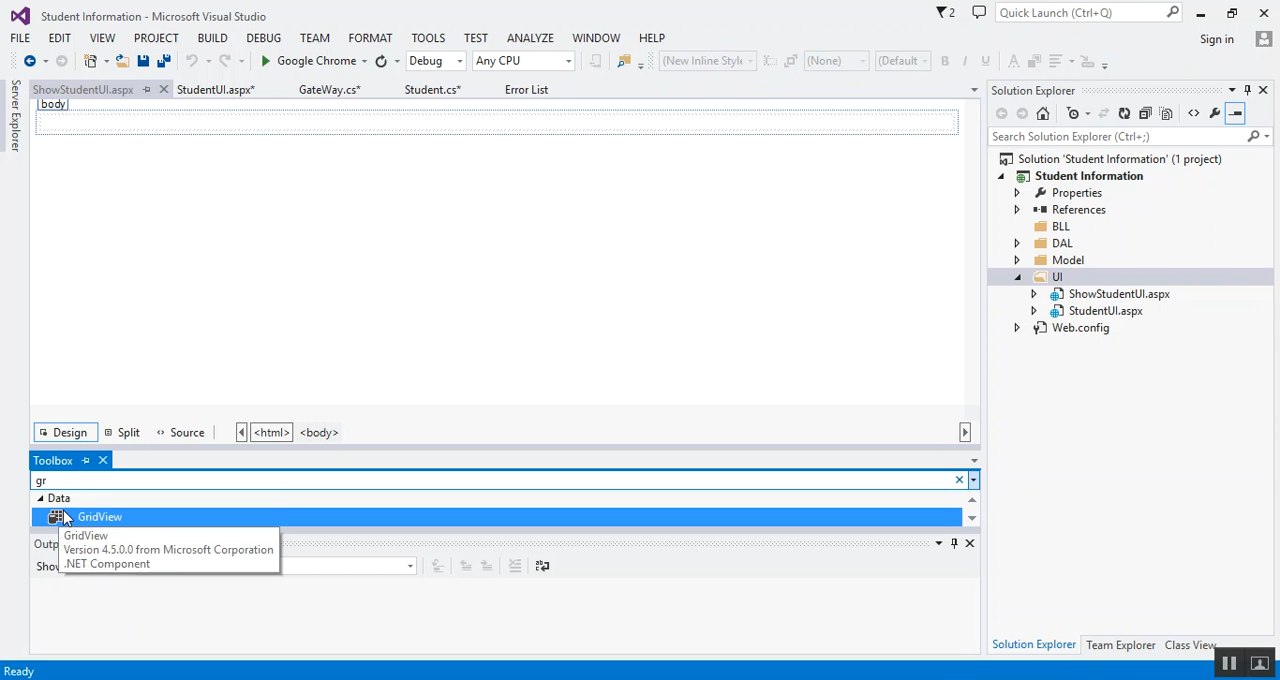 Student Information - Microsoft Visual Studio
2
Quick Launch (Ctrl+Q)
FILE EDIT VIEW PROJECT BUILD DEBUG TEAM FORMAT TOOLS TEST ANALYZE WINDOW HELP
Sign in
Google Chrome
Debug
Any CPU
(New Inline Style
(None)
(Default
B I U A
Server Explorer
ShowStudentUI.aspx
StudentUI.aspx*
GateWay.cs*
Student.cs*
Error List
body
Design
Split
Source
<html>
<body>
Toolbox
gr
Data
GridView
GridView
Version 4.5.0.0 from Microsoft Corporation
.NET Component
Outp
Show
Solution Explorer
Search Solution Explorer (Ctrl+;)
Solution 'Student Information' (1 project)
Student Information
Properties
References
BLL
DAL
Model
UI
ShowStudentUI.aspx
StudentUI.aspx
Web.config
Solution Explorer
Team Explorer
Class View
Ready